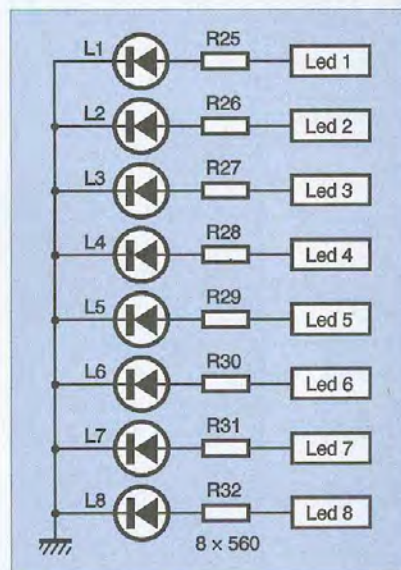 L1 R25 Led 1
L2 R26 Led 2
L3 R27 Led 3
L4 R28 Led 4
L5 R29 Led 5
L6 R30 Led 6
L7 R31 Led 7
L8 R32 Led 8
8 × 560